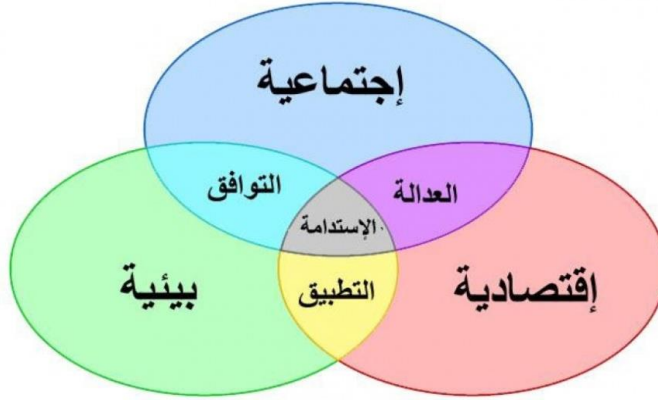 إجتماعية
العدالة
التوافق
الإستدامة
إقتصادية
التطبيق
بيئية